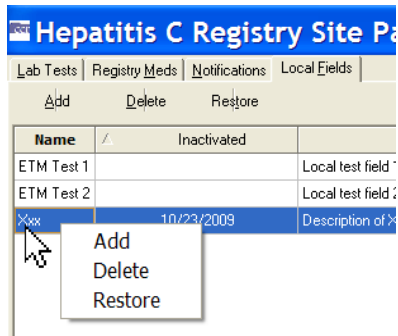 Hepatitis C Registry Site Pa
Lab Tests Registry Meds Notifications Local Fields
Add Delete Restore
Name Inactivated
ETM Test 1 Local test field 1
ETM Test 2 Local test field 2
Xxx 10/23/2009 Description of X
Add
Delete
Restore